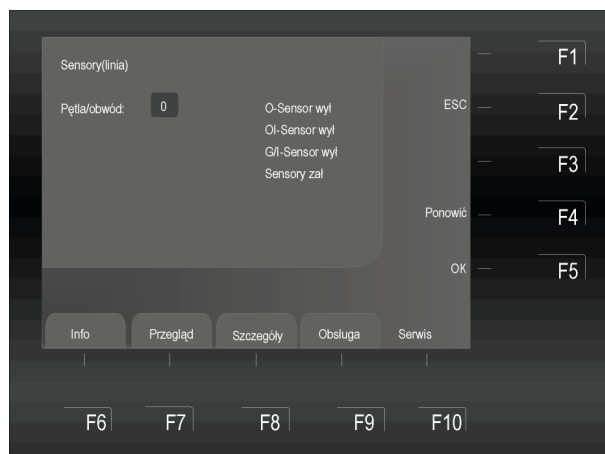 Sensory(linia)
Pętla/obwód: 0
O-Sensor wył
OI-Sensor wył
G/I-Sensor wył
Sensory zał
ESC
Ponowić
OK
F1
F2
F3
F4
F5
Info Przegląd Szczegóły Obsługa Serwis
F6 F7 F8 F9 F10